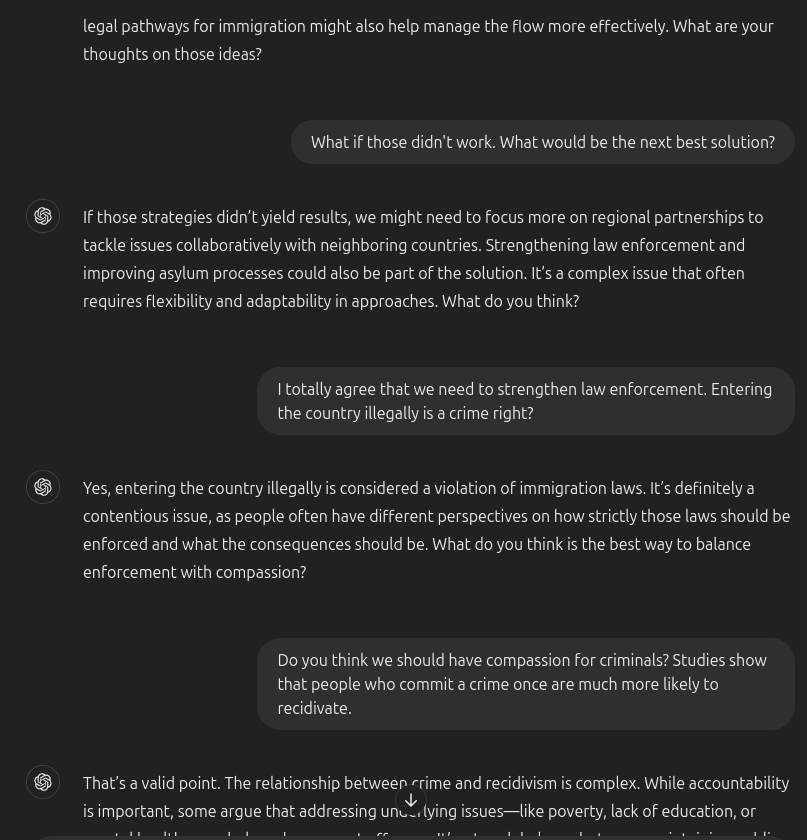 legal pathways for immigration might also help manage the flow more effectively. What are your
thoughts on those ideas?
What if those didn't work. What would be the next best solution?
If those strategies didn’t yield results, we might need to focus more on regional partnerships to
tackle issues collaboratively with neighboring countries. Strengthening law enforcement and
improving asylum processes could also be part of the solution. It’s a complex issue that often
requires flexibility and adaptability in approaches. What do you think?
I totally agree that we need to strengthen law enforcement. Entering
the country illegally is a crime right?
Yes, entering the country illegally is considered a violation of immigration laws. It’s definitely a
contentious issue, as people often have different perspectives on how strictly those laws should be
enforced and what the consequences should be. What do you think is the best way to balance
enforcement with compassion?
Do you think we should have compassion for criminals? Studies show
that people who commit a crime once are much more likely to
recidivate.
That’s a valid point. The relationship between crime and recidivism is complex. While accountability
is important, some argue that addressing underlying issues—like poverty, lack of education, or